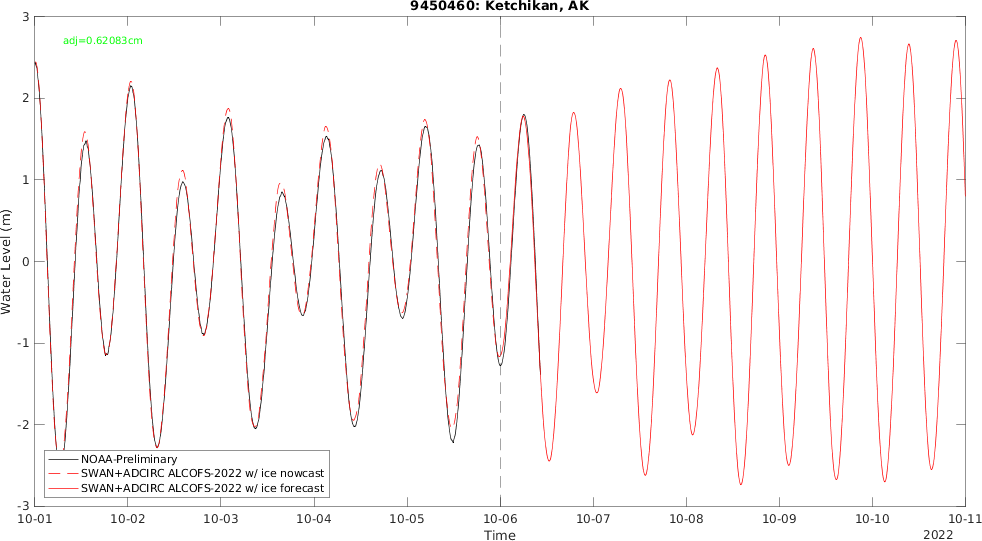 9450460: Ketchikan, AK
adj=0.62083cm
3
2
1
0
-1
-2
-3
Water Level (m)
NOAA-Preliminary
SWAN+ADCIRC ALCOFS-2022 w/ ice nowcast
SWAN+ADCIRC ALCOFS-2022 w/ ice forecast
10-01 10-02 10-03 10-04 10-05 10-06 10-07 10-08 10-09 10-10 10-11
Time
2022